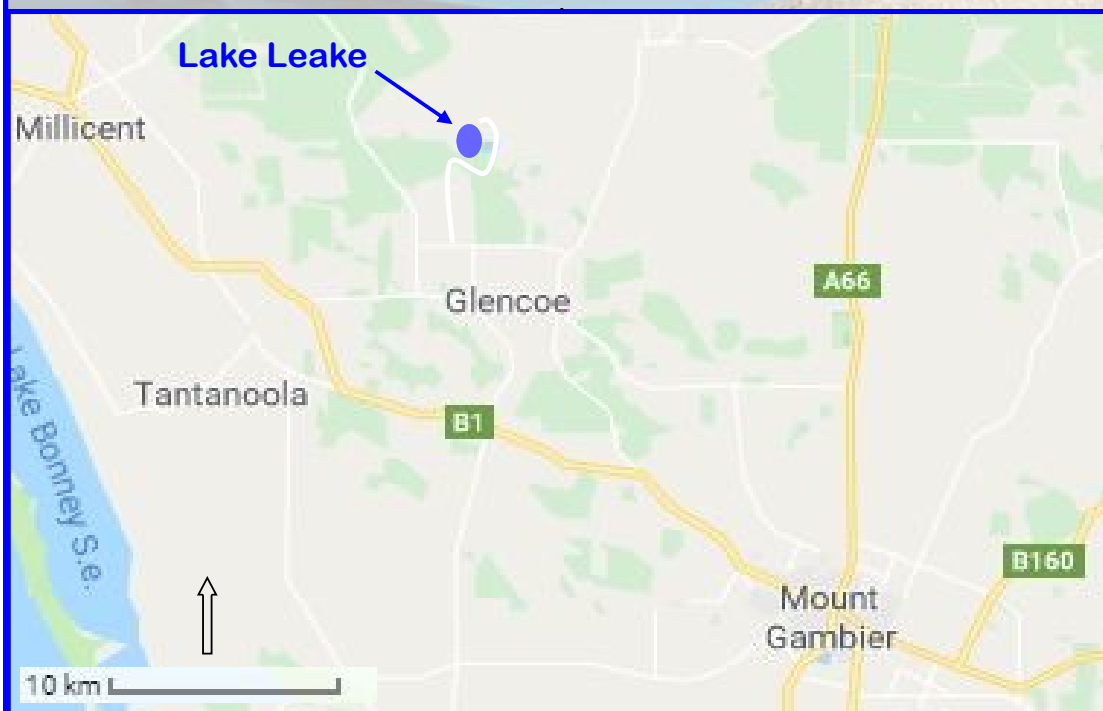 Lake Leake
Millicent
A66
Glencoe
Tantanoola
B1
Lake Bonney S.e.
B160
Mount
Gambier
10 km